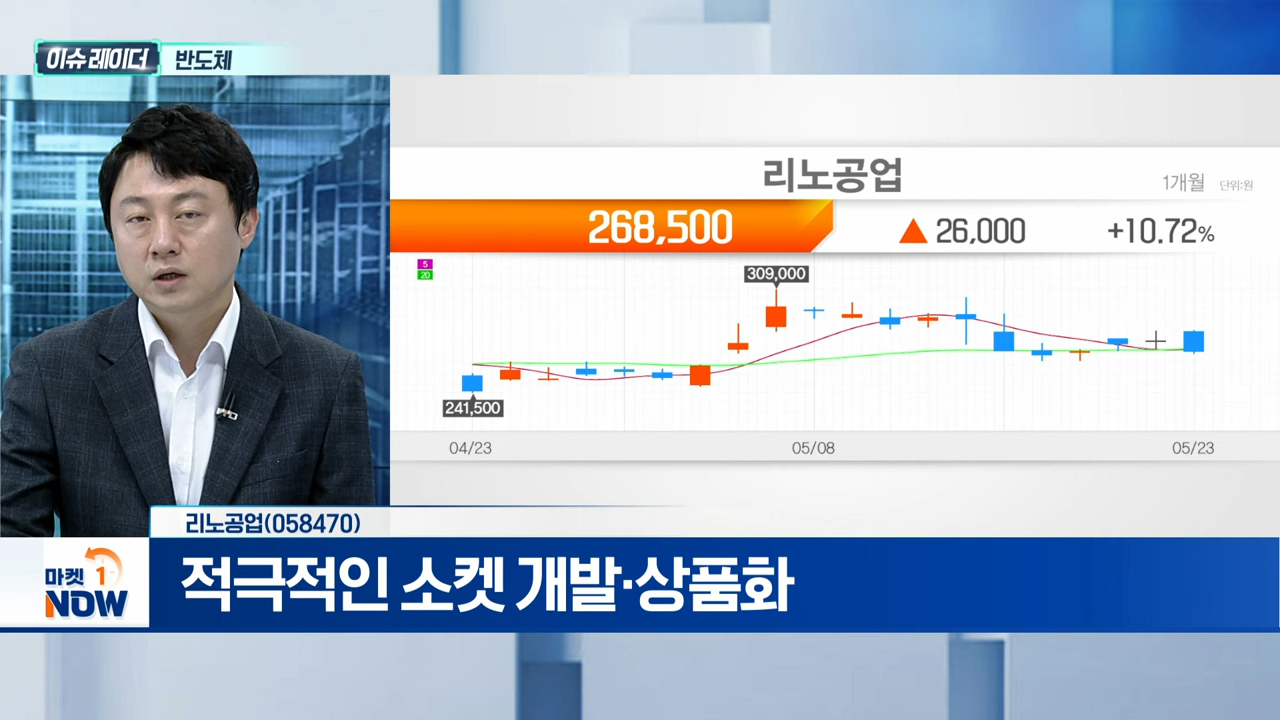 이슈 레이더 반도체
리노공업
1개월 단위:원
268,500 ▲ 26,000 +10.72%
5
20
309,000
241,500
04/23 05/08 05/23
리노공업(058470)
마켓 1
NOW
적극적인 소켓 개발·상품화